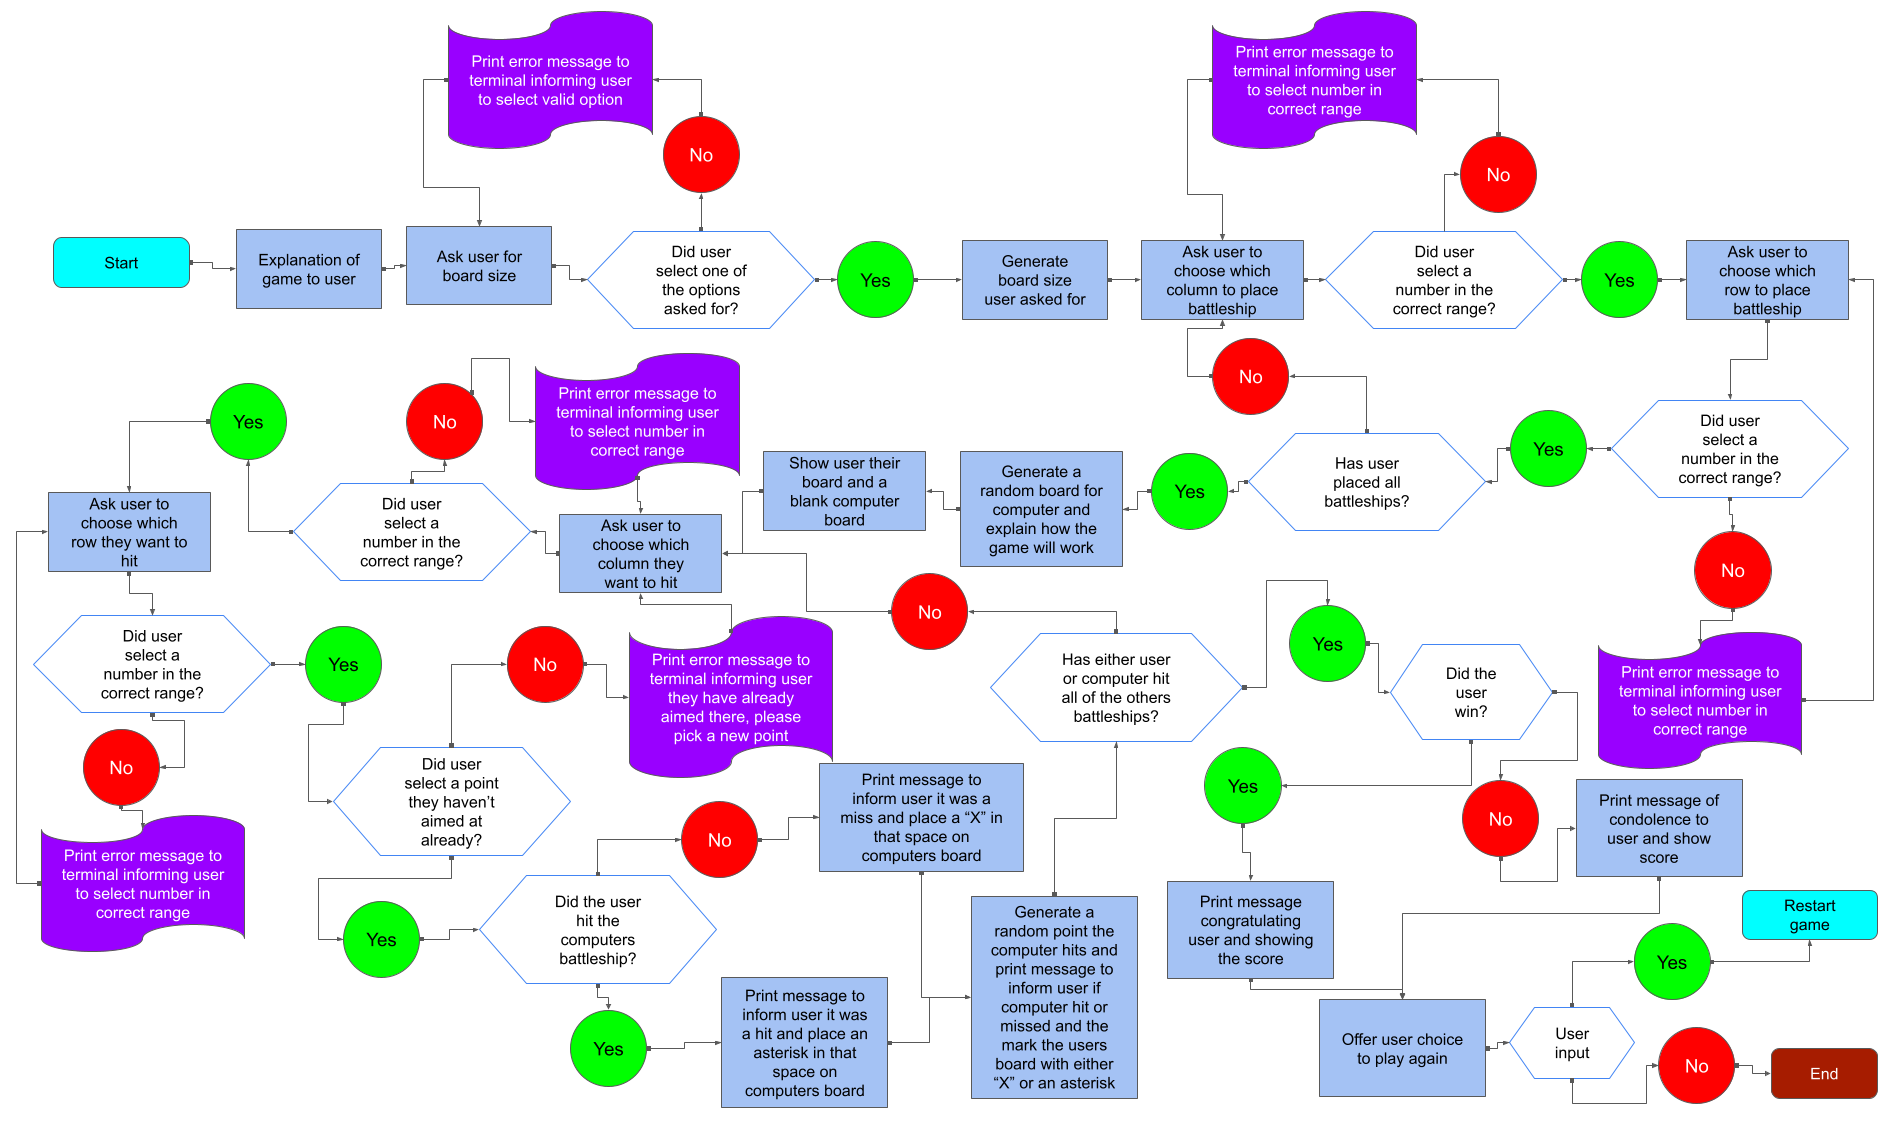 Print error message to
terminal informing user
to select valid option
No
Print error message to
terminal informing user
to select number in
correct range
No
Start
Explanation of
game to user
Ask user for
board size
Did user
select one of
the options
asked for?
Yes
Generate
board size
user asked for
Ask user to
choose which
column to place
battleship
Did user
select a
number in the
correct range?
Yes
Ask user to
choose which
row to place
battleship
Yes
No
Print error message to
terminal informing user
to select number in
correct range
No
Did user
select a
number in the
correct range?
Yes
Has user
placed all
battleships?
Yes
Generate a
random board for
computer and
explain how the
game will work
Show user their
board and a
blank computer
board
Ask user to
choose which
column they
want to hit
Did user
select a
number in the
correct range?
Ask user to
choose which
row they want to
hit
No
Print error message to
terminal informing user
to select number in
correct range
Did user
select a
number in the
correct range?
Yes
No
Print error message to
terminal informing user
they have already
aimed there, please
pick a new point
No
Has either user
or computer hit
all of the others
battleships?
Yes
Did the
user
win?
No
Print error message to
terminal informing user
to select number in
correct range
Did user
select a point
they haven't
aimed at
already?
No
Print message to
inform user it was a
miss and place a “X” in
that space on
computers board
Yes
No
Print message of
condolence to
user and show
score
Yes
Did the user
hit the
computers
battleship?
Generate a
random point the
computer hits and
print message to
inform user if
computer hit or
missed and the
mark the users
board with either
“X” or an asterisk
Print message
congratulating
user and showing
the score
Restart
game
Yes
Yes
Print message to
inform user it was
a hit and place an
asterisk in that
space on
computers board
Offer user choice
to play again
User
input
No
End